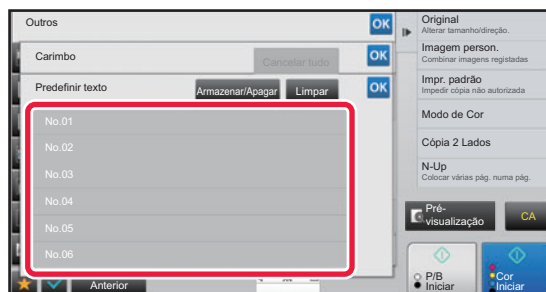 Outros
OK
Carimbo
Cancelar tudo
OK
Predefinir texto
Armazenar/Apagar
Limpar
OK
No.01
No.02
No.03
No.04
No.05
No.06
Anterior
Original
Alterar tamanho/direção.
Imagem person.
Combinar imagens registadas
Impr. padrão
Impedir cópia não autorizada
Modo de Cor
Cópia 2 Lados
N-Up
Colocar várias pág. numa pág.
Pré-
visualização
CA
P/B
Iniciar
Cor
Iniciar